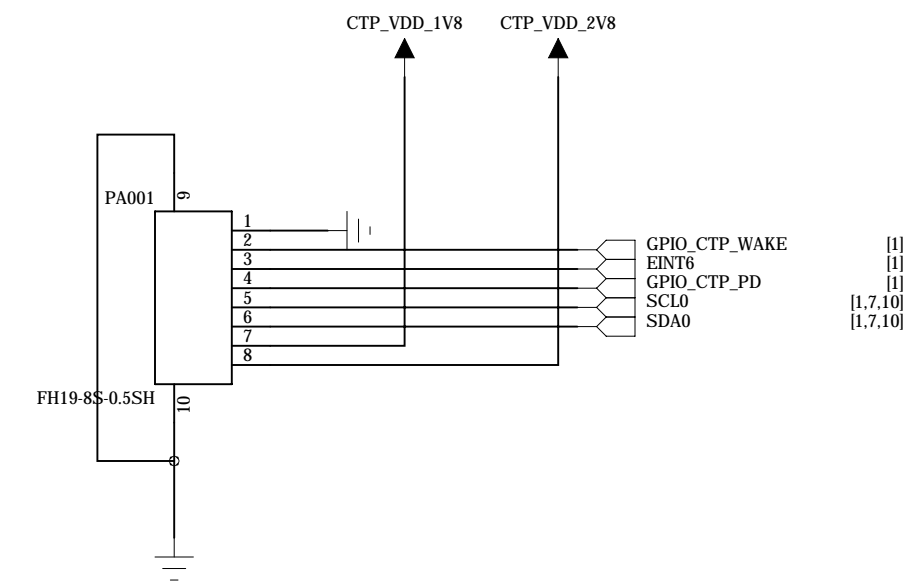 CTP_VDD_1V8 CTP_VDD_2V8
PA001 9
1
2 GPIO_CTP_WAKE [1]
3 EINT6 [1]
4 GPIO_CTP_PD [1]
5 SCL0 [1,7,10]
6 SDA0 [1,7,10]
7
8
FH19-8S-0.5SH 10